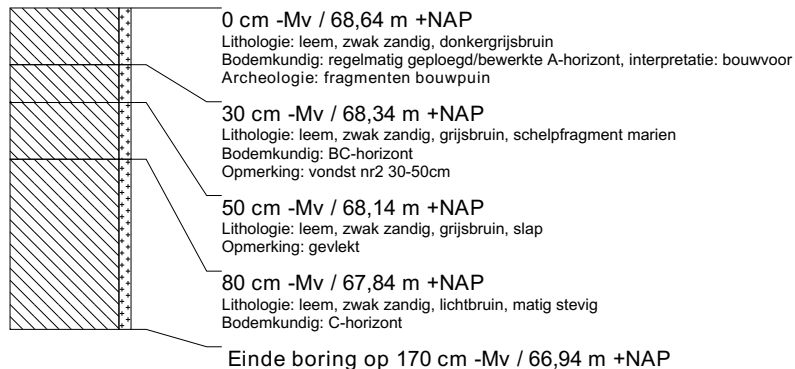 0 cm -Mv / 68,64 m +NAP
Lithologie: leem, zwak zandig, donkergrijsbruin
Bodemkundig: regelmatig geploegd/bewerkte A-horizont, interpretatie: bouwvoor
Archeologie: fragmenten bouwpuin
30 cm -Mv / 68,34 m +NAP
Lithologie: leem, zwak zandig, grijsbruin, schelpfragment marien
Bodemkundig: BC-horizont
Opmerking: vondst nr2 30-50cm
50 cm -Mv / 68,14 m +NAP
Lithologie: leem, zwak zandig, grijsbruin, slap
Opmerking: gevlekt
80 cm -Mv / 67,84 m +NAP
Lithologie: leem, zwak zandig, lichtbruin, matig stevig
Bodemkundig: C-horizont
Einde boring op 170 cm -Mv / 66,94 m +NAP